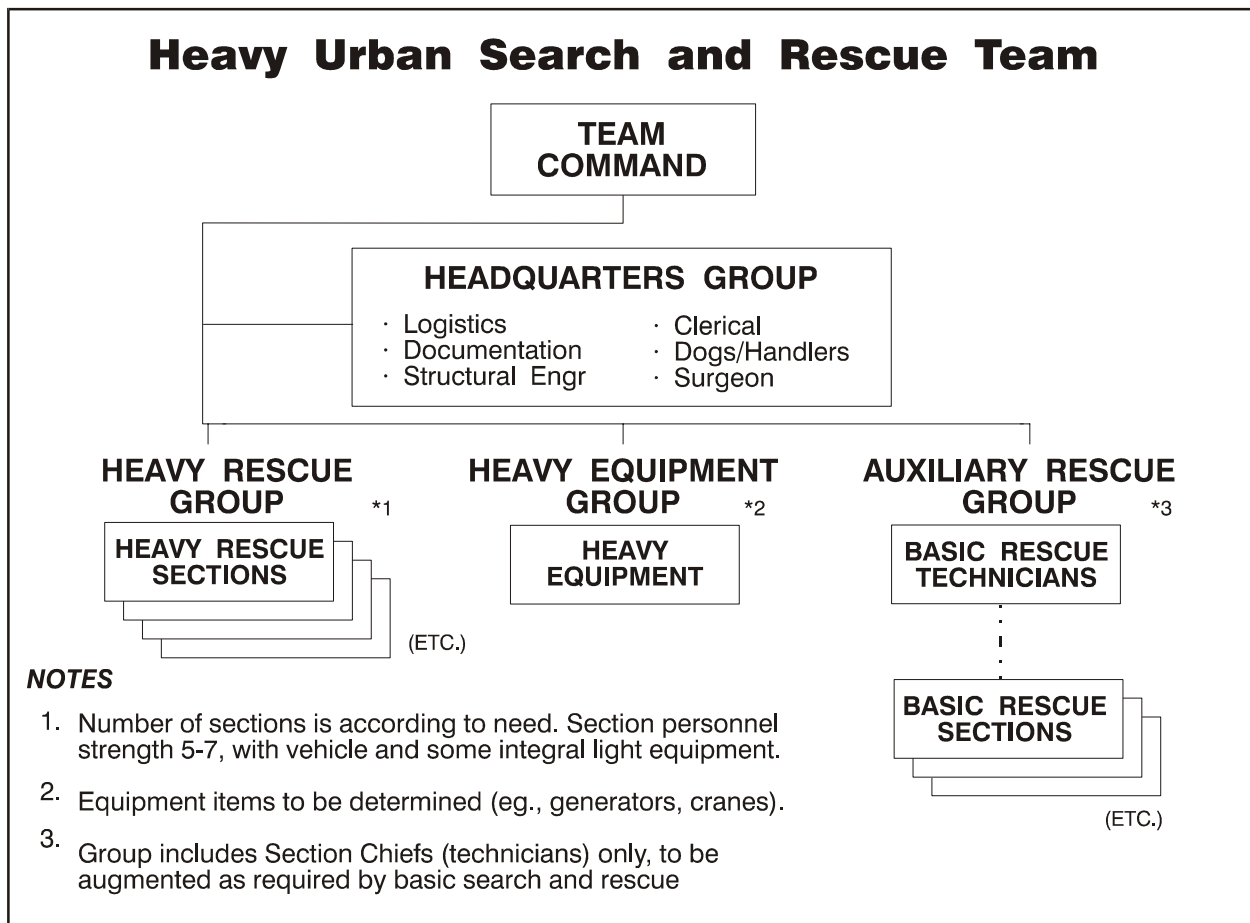 Heavy Urban Search and Rescue Team
TEAM
COMMAND
HEADQUARTERS GROUP
· Logistics
· Documentation
· Structural Engr
· Clerical
· Dogs/Handlers
· Surgeon
HEAVY RESCUE
GROUP *1
HEAVY RESCUE
SECTIONS
(ETC.)
HEAVY EQUIPMENT
GROUP *2
HEAVY
EQUIPMENT
AUXILIARY RESCUE
GROUP *3
BASIC RESCUE
TECHNICIANS
BASIC RESCUE
SECTIONS
(ETC.)
NOTES
1. Number of sections is according to need. Section personnel
strength 5-7, with vehicle and some integral light equipment.
2. Equipment items to be determined (eg., generators, cranes).
3. Group includes Section Chiefs (technicians) only, to be
augmented as required by basic search and rescue